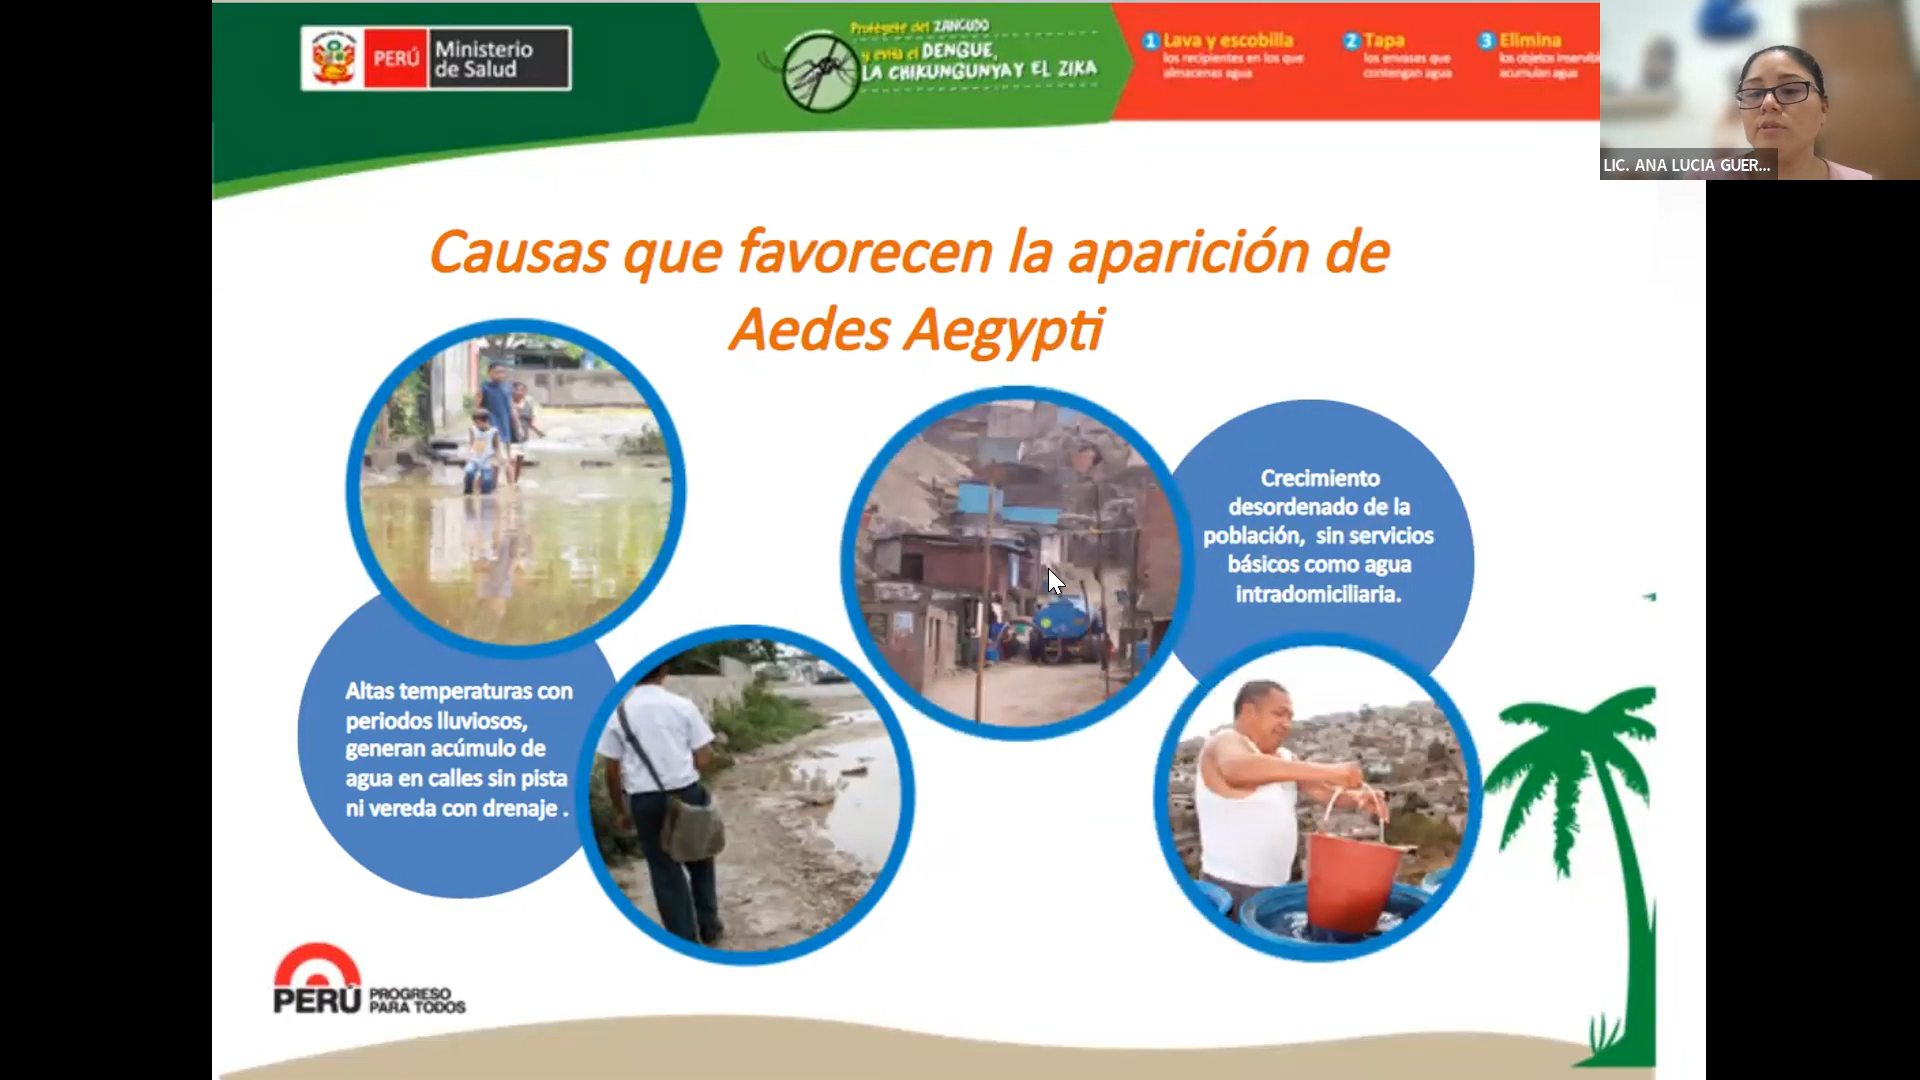 PERÚ
Ministerio
de Salud
Protégete del ZANCUDO
y evita el DENGUE,
LA CHIKUNGUNYA Y EL ZIKA
1 Lava y escobilla
los recipientes en los que
almacenas agua
2 Tapa
los envases que
contengan agua
3 Elimina
los objetos inservibl
acumulan agua
LIC. ANA LUCIA GUER...
Causas que favorecen la aparición de
Aedes Aegypti
Crecimiento
desordenado de la
población, sin servicios
básicos como agua
intradomiciliaria.
Altas temperaturas con
periodos lluviosos,
generan acúmulo de
agua en calles sin pista
ni vereda con drenaje .
PERÚ
PROGRESO
PARA TODOS